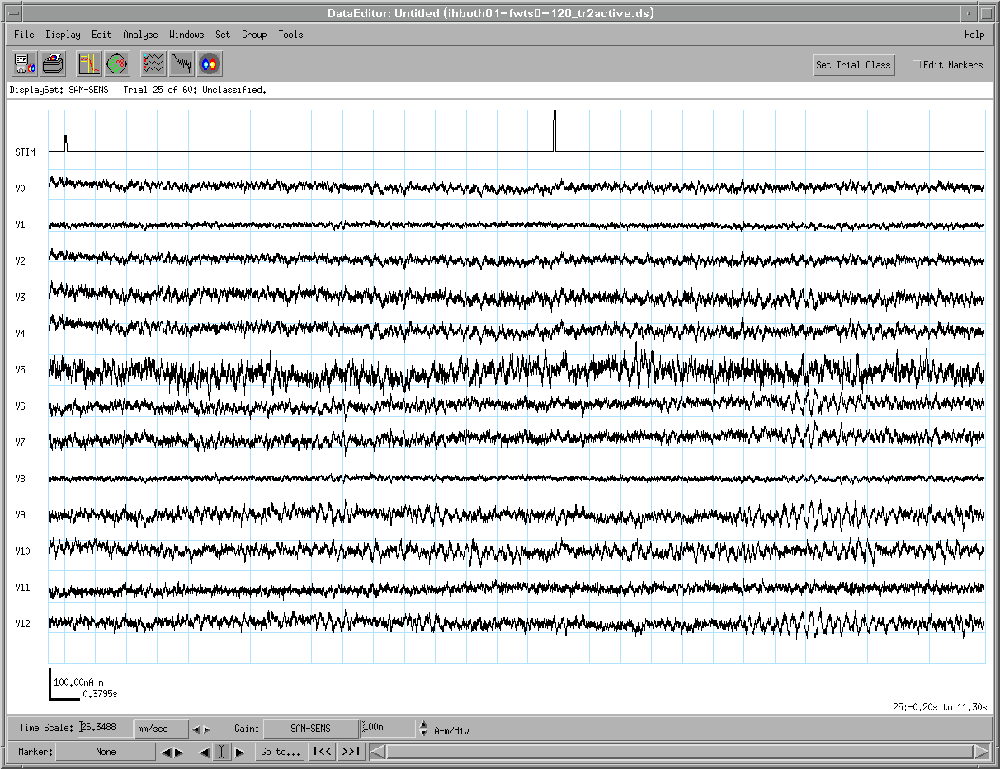 DataEditor: Untitled (ihboth01-fwts0-120_tr2active.ds)
File Display Edit Analyse Windows Set Group Tools Help
Set Trial Class Edit Markers
DisplaySet: SAM-SENS Trial 25 of 60: Unclassified.
STIM
V0
V1
V2
V3
V4
V5
V6
V7
V8
V9
V10
V11
V12
100.00nA-m
0.3795s
25:-0.20s to 11.30s
Time Scale: 26.3488 mm/sec Gain: SAM-SENS 100n A-m/div
Marker: None Go to... I<< >>I